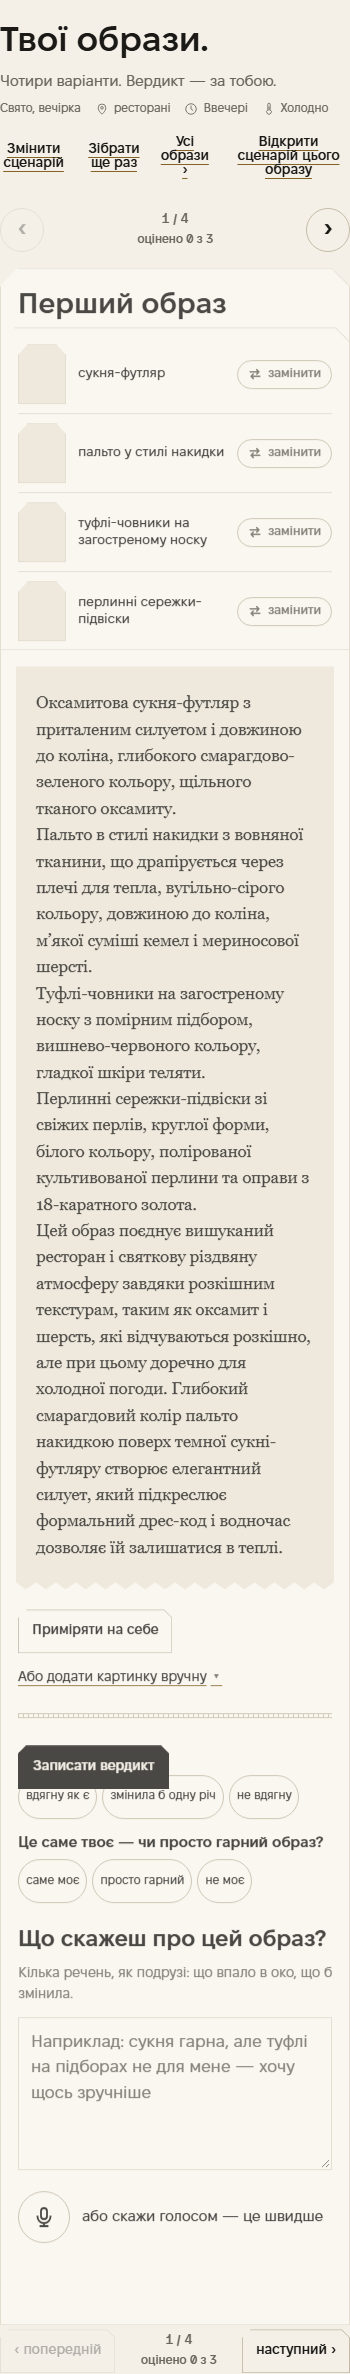 Твої образи.
Чотири варіанти. Вердикт — за тобою.
Свято, вечірка ресторані Ввечері Холодно
Змінити
сценарій
Зібрати
ще раз
Усі
образи
›
Відкрити
сценарій цього
образу
‹
1 / 4
оцінено 0 з 3
›
Перший образ
сукня-футляр
замінити
пальто у стилі накидки
замінити
туфлі-човники на
загостреному носку
замінити
перлинні сережки-
підвіски
замінити
Оксамитова сукня-футляр з
приталеним силуетом і довжиною
до коліна, глибокого смарагдово-
зеленого кольору, щільного
тканого оксамиту.
Пальто в стилі накидки з вовняної
тканини, що драпірується через
плечі для тепла, вугільно-сірого
кольору, довжиною до коліна,
м’якої суміші кемел і мериносової
шерсті.
Туфлі-човники на загостреному
носку з помірним підбором,
вишнево-червоного кольору,
гладкої шкіри теляти.
Перлинні сережки-підвіски зі
свіжих перлів, круглої форми,
білого кольору, полірованої
культивованої перлини та оправи з
18-каратного золота.
Цей образ поєднує вишуканий
ресторан і святкову різдвяну
атмосферу завдяки розкішним
текстурам, таким як оксамит і
шерсть, які відчуваються розкішно,
але при цьому доречно для
холодної погоди. Глибокий
смарагдовий колір пальто
накидкою поверх темної сукні-
футляру створює елегантний
силует, який підкреслює
формальний дрес-код і водночас
дозволяє їй залишатися в теплі.
Приміряти на себе
Або додати картинку вручну
Записати вердикт
вдягну як є змінила б одну річ не вдягну
Це саме твоє — чи просто гарний образ?
саме моє просто гарний не моє
Що скажеш про цей образ?
Кілька речень, як подрузі: що впало в око, що б
змінила.
Наприклад: сукня гарна, але туфлі
на підборах не для мене — хочу
щось зручніше
або скажи голосом — це швидше
‹ попередній
1 / 4
оцінено 0 з 3
наступний ›